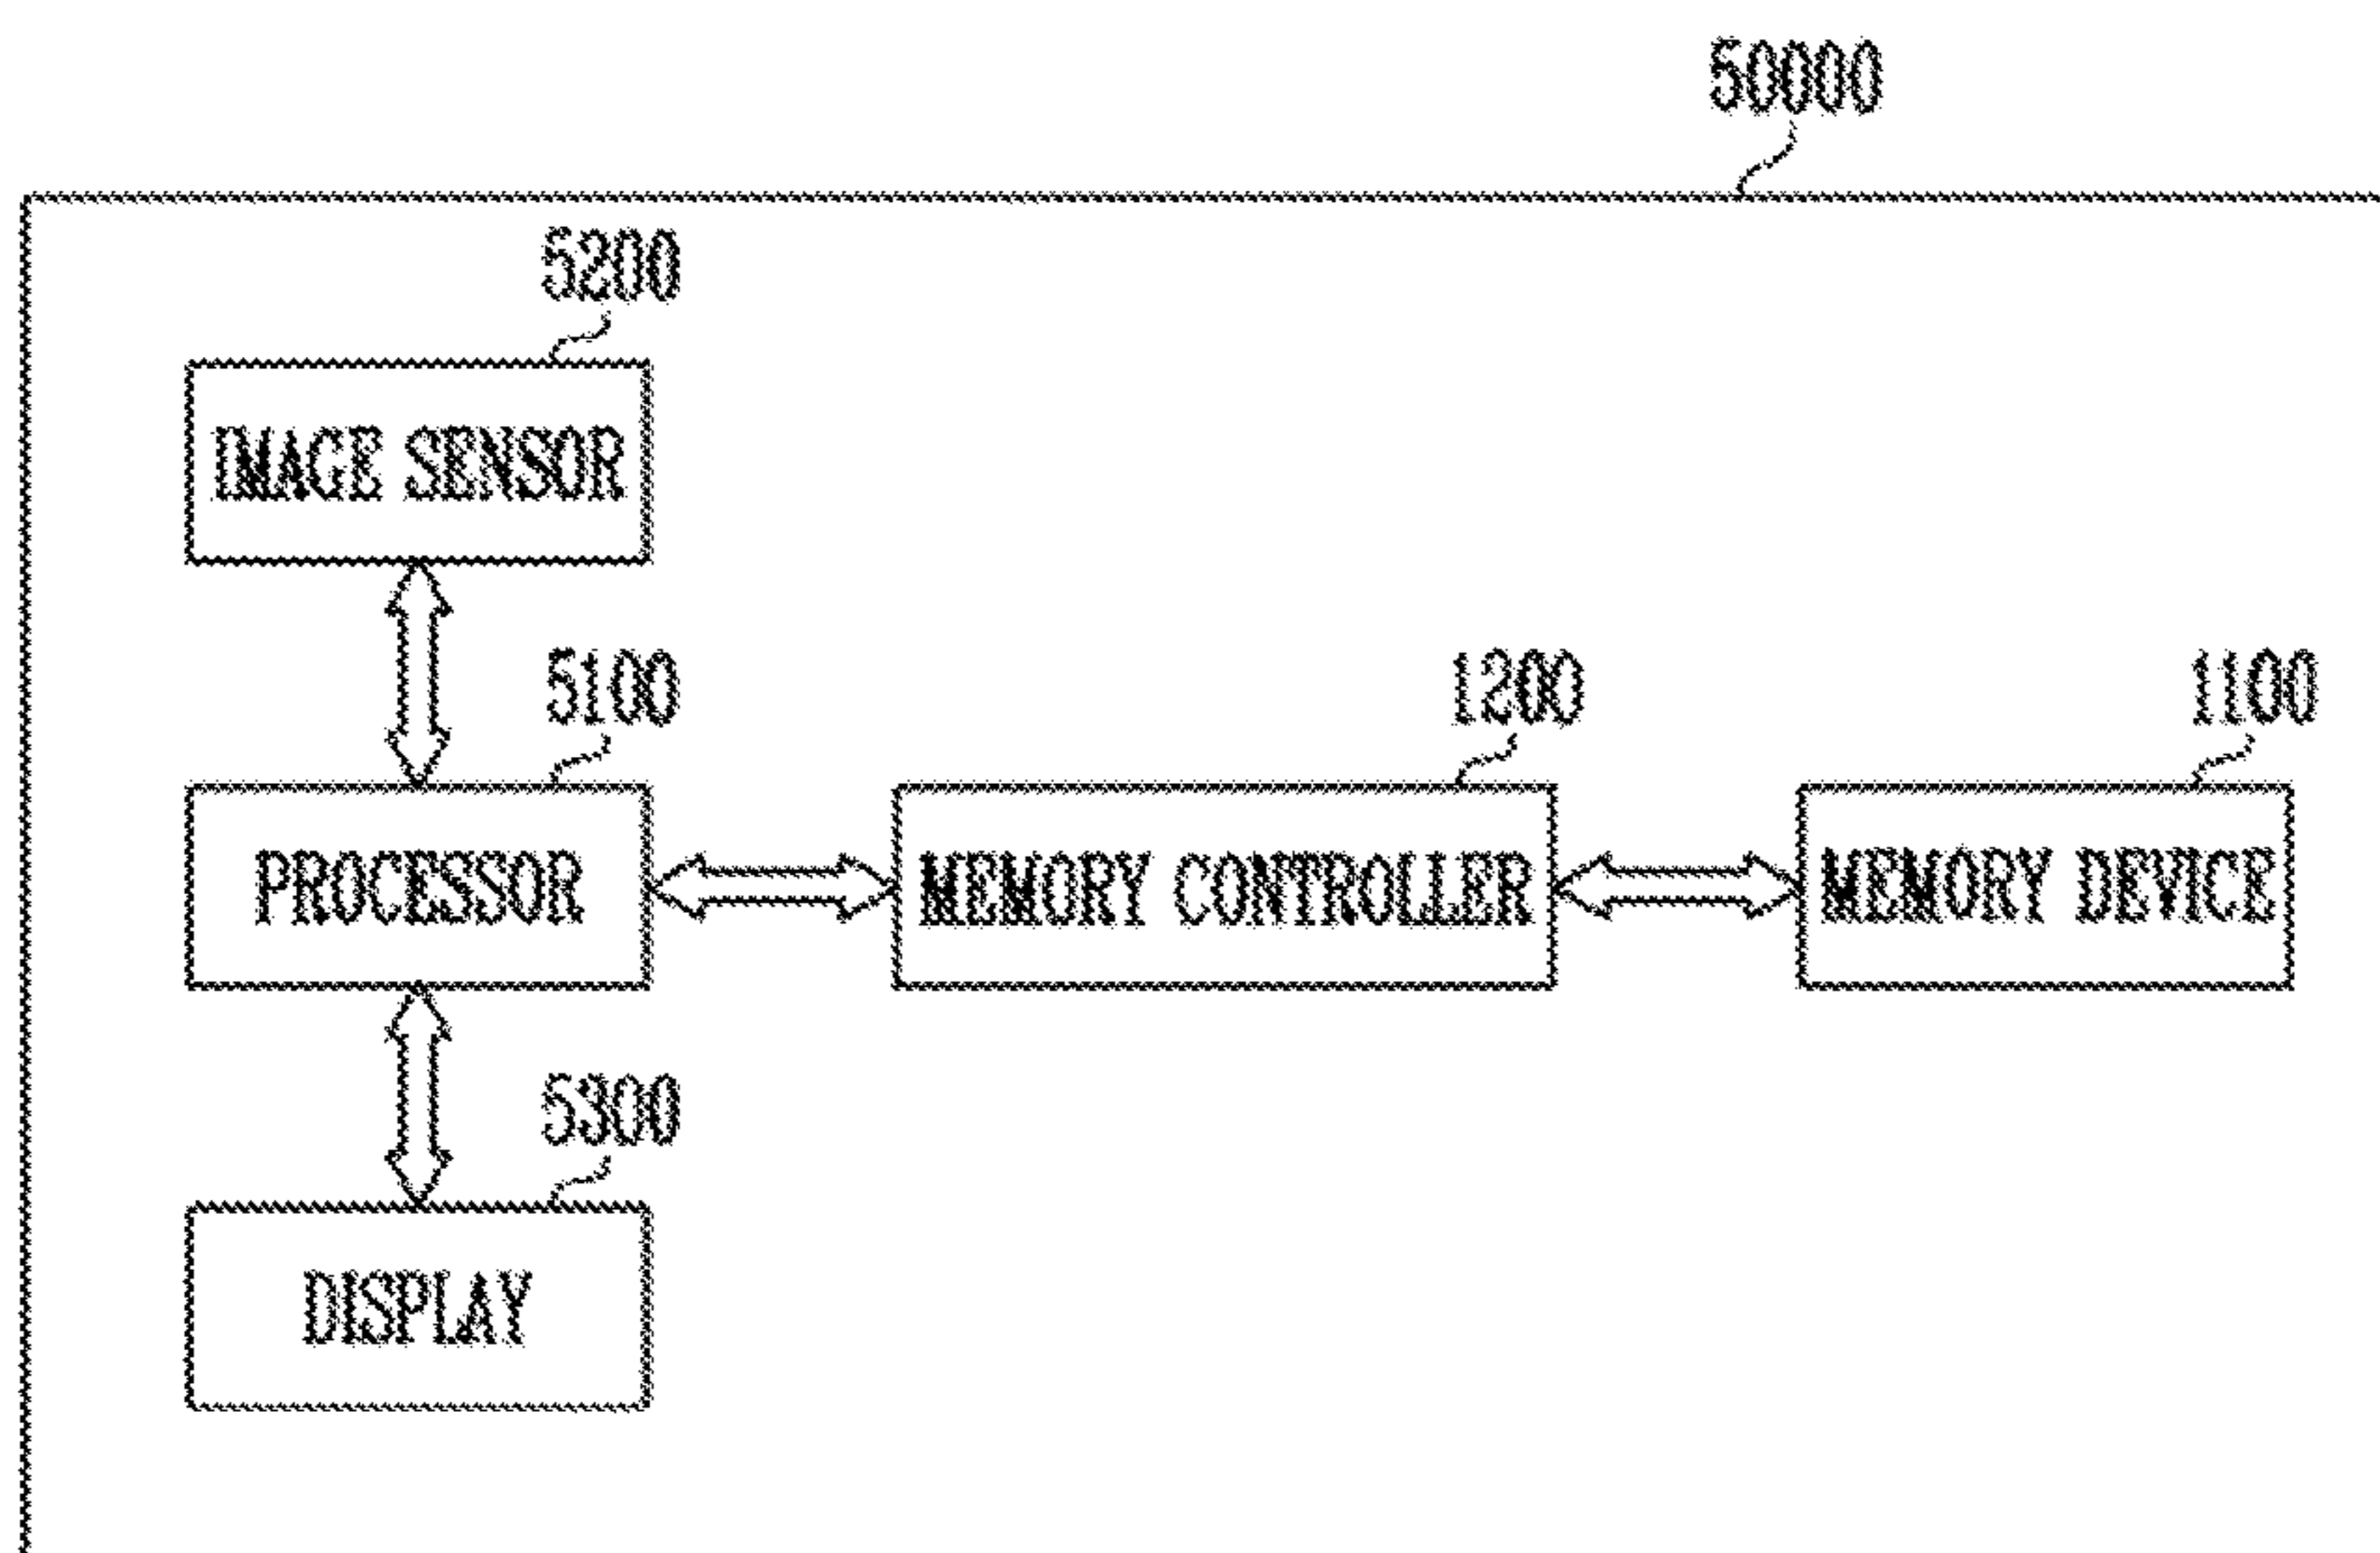 50000
5200
IMAGE SENSOR
5100
1200
1100
PROCESSOR
MEMORY CONTROLLER
MEMORY DEVICE
5300
DISPLAY